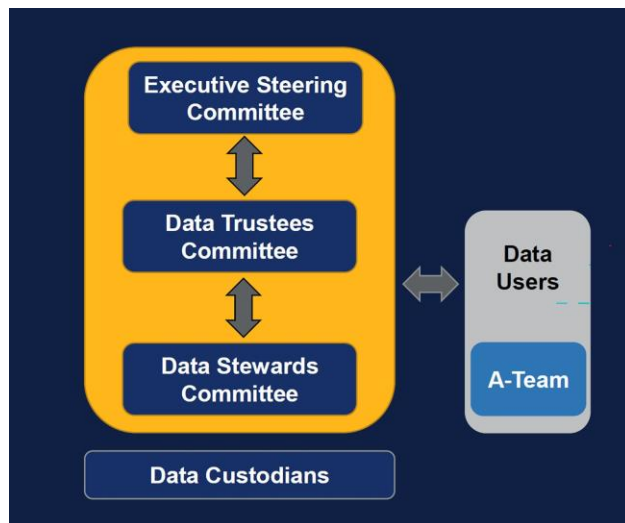 Executive Steering
Committee
Data Trustees
Committee
Data Stewards
Committee
Data Custodians
Data
Users
A-Team